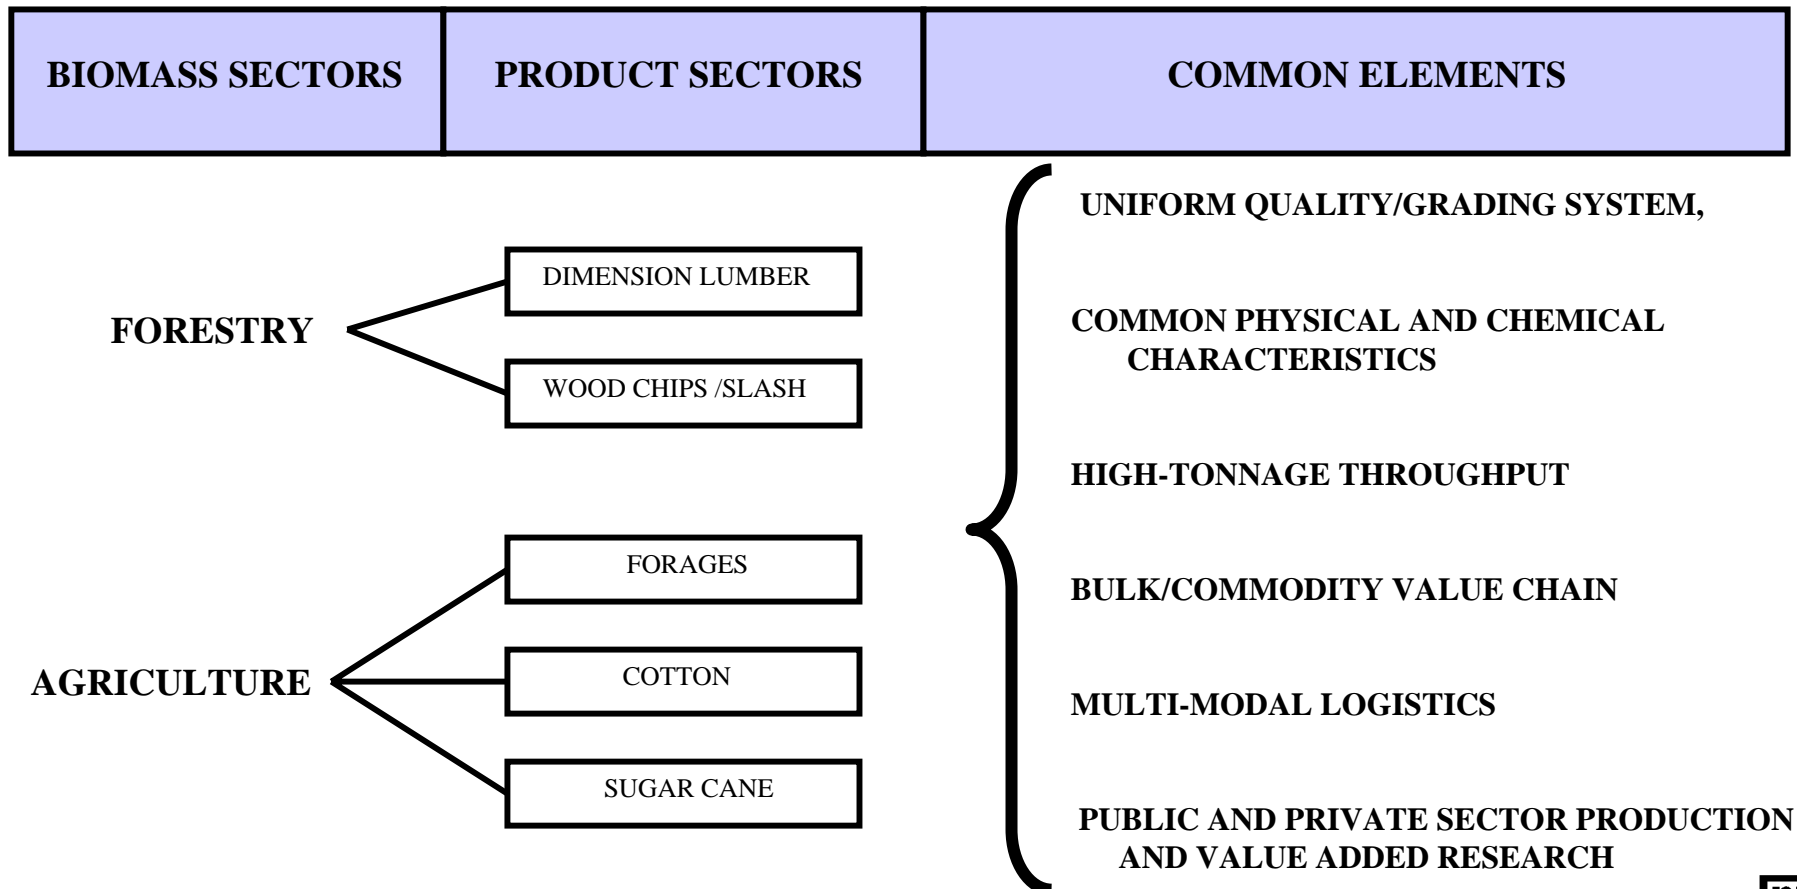 BIOMASS SECTORS
PRODUCT SECTORS
COMMON ELEMENTS
FORESTRY
DIMENSION LUMBER
WOOD CHIPS /SLASH
AGRICULTURE
FORAGES
COTTON
SUGAR CANE
UNIFORM QUALITY/GRADING SYSTEM,
COMMON PHYSICAL AND CHEMICAL
CHARACTERISTICS
HIGH-TONNAGE THROUGHPUT
BULK/COMMODITY VALUE CHAIN
MULTI-MODAL LOGISTICS
PUBLIC AND PRIVATE SECTOR PRODUCTION
AND VALUE ADDED RESEARCH